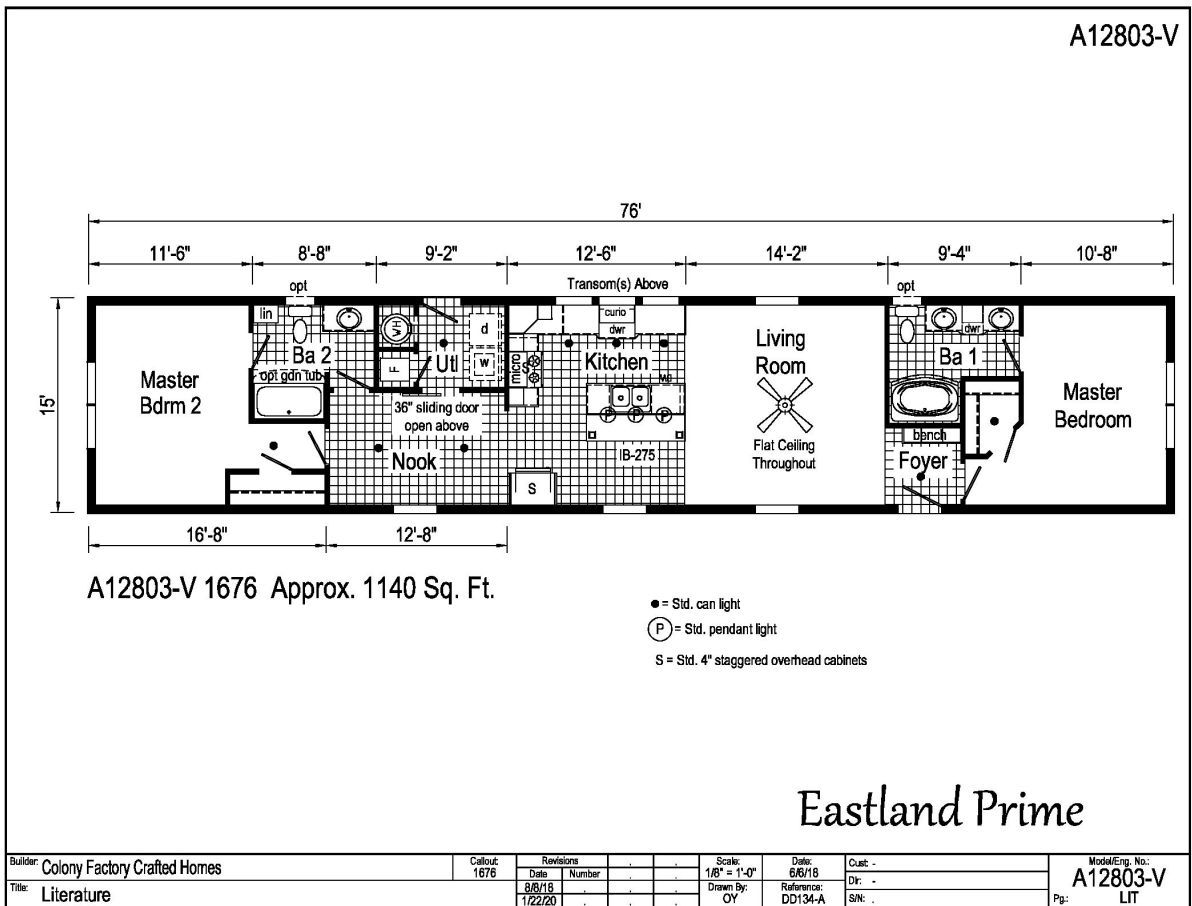 A12803-V
76'
11'-6" 8'-8" 9'-2" 12'-6" 14'-2" 9'-4" 10'-8"
Transom(s) Above
opt opt
15'
lin WH d curio dwr dwr
Ba 2 Utl micro S Kitchen Living Room Ba 1
opt gdn tub F w
Master Bdrm 2
36" sliding door
open above
P P P
Master Bedroom
Nook IB-275 Flat Ceiling Throughout bench Foyer
S
16'-8" 12'-8"
A12803-V 1676 Approx. 1140 Sq. Ft.
● = Std. can light
P = Std. pendant light
S = Std. 4" staggered overhead cabinets
Eastland Prime
Builder: Colony Factory Crafted Homes
Title: Literature
Callout: 1676
Revisions
Date Number
8/8/18
1/22/20
Scale: 1/8" = 1'-0"
Drawn By: OY
Date: 6/6/18
Reference: DD134-A
Cust: -
Dlr: -
S/N: .
Model/Eng. No.: A12803-V
Pg.: LIT